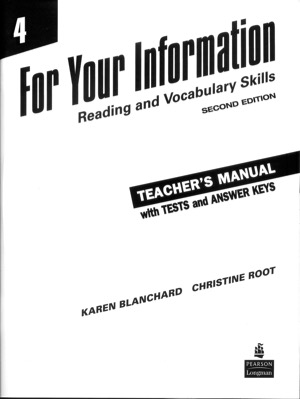 4
For Your Information
Reading and Vocabulary Skills
SECOND EDITION
TEACHER'S MANUAL
with TESTS and ANSWER KEYS
KAREN BLANCHARD CHRISTINE ROOT
PEARSON
Longman